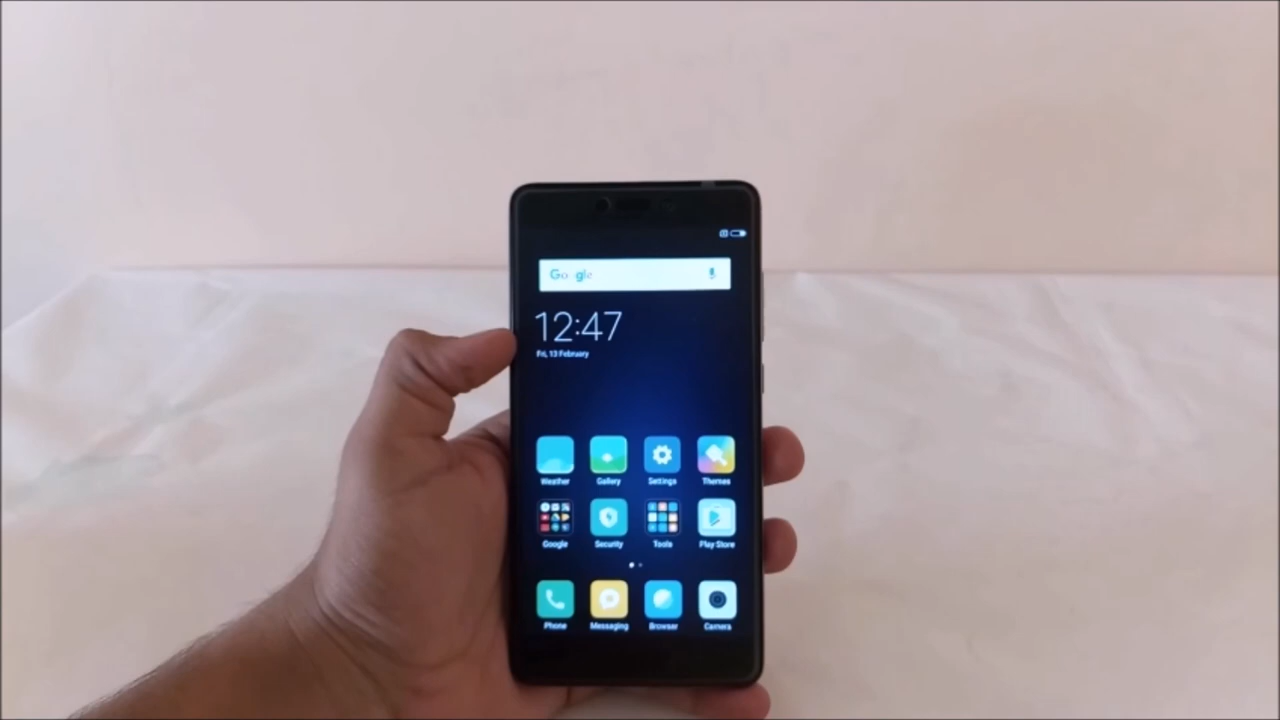 Google
12:47
Fri, 13 February
Weather Gallery Settings Themes
Google Security Tools Play Store
Phone Messaging Browser Camera